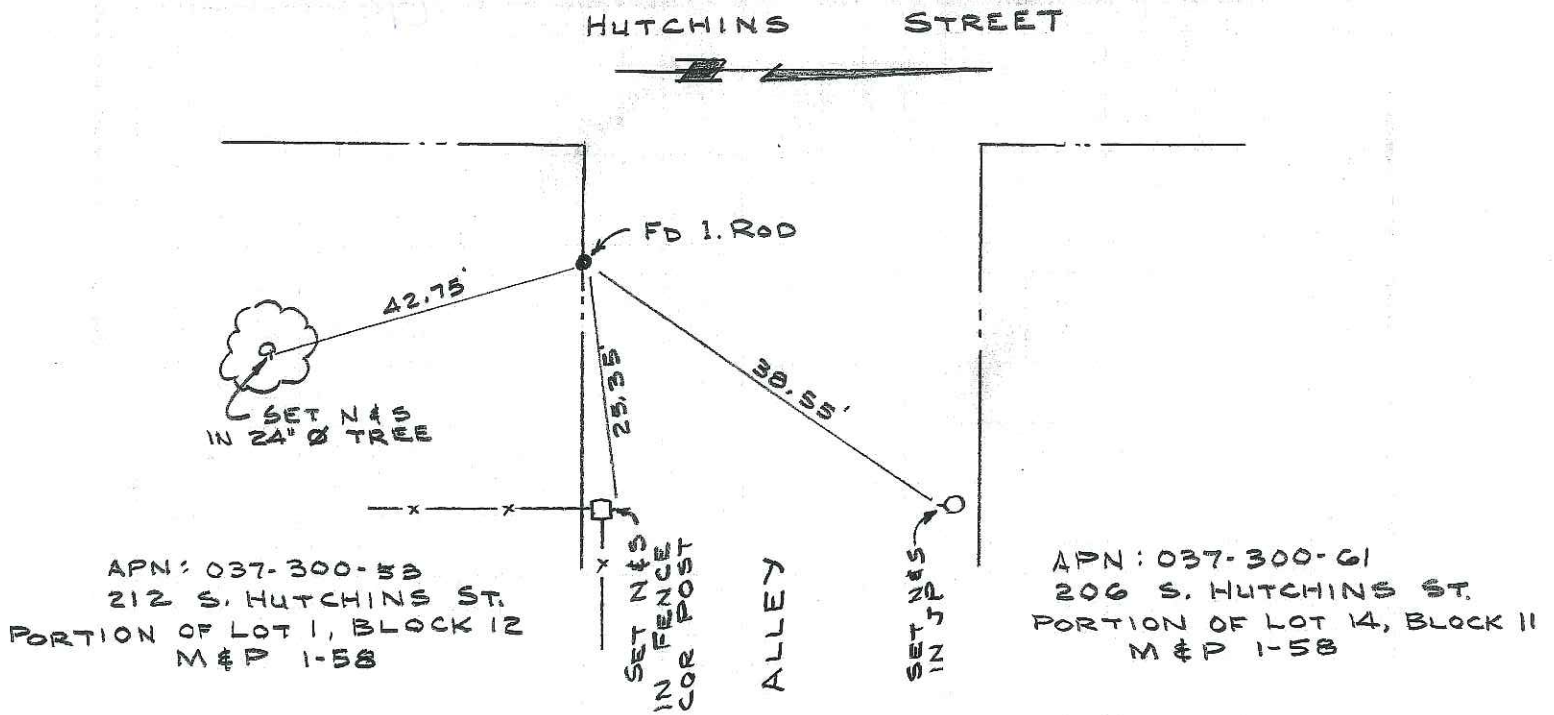 HUTCHINS STREET
FD I. ROD
42.75'
25.35'
38.55'
SET N & S
IN 24" Ø TREE
SET N & S
IN FENCE
COR POST
ALLEY
SET N & S
IN JP
APN: 037-300-53
212 S. HUTCHINS ST.
PORTION OF LOT 1, BLOCK 12
M & P 1-58
APN: 037-300-61
206 S. HUTCHINS ST.
PORTION OF LOT 14, BLOCK 11
M & P 1-58